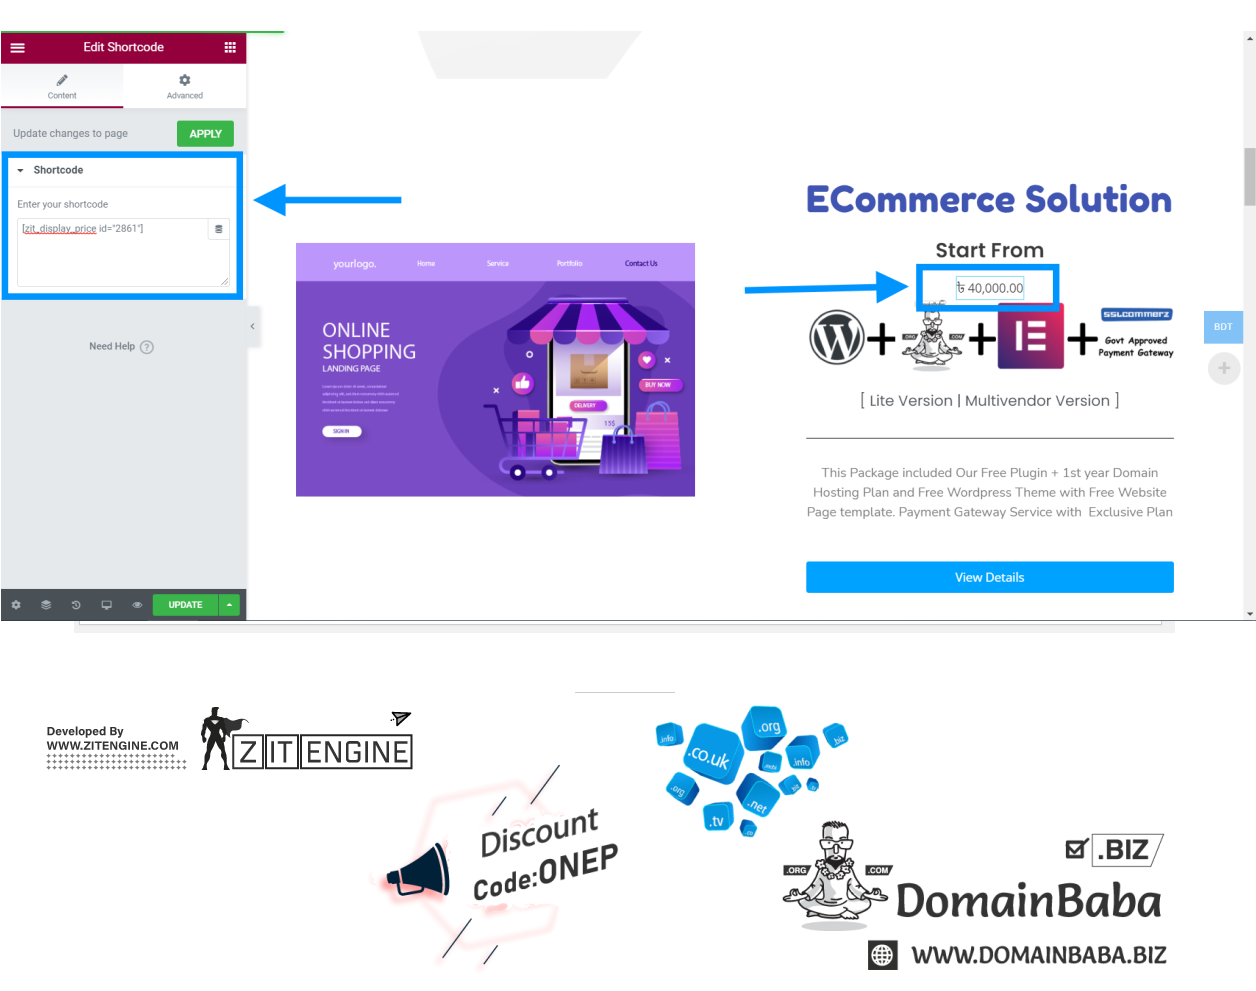 Edit Shortcode
Content
Advanced
Update changes to page
APPLY
Shortcode
Enter your shortcode
[zit_display_price id="2861"]
Need Help ?
UPDATE
yourlogo.
Home
Service
Portfolio
Contact Us
ONLINE
SHOPPING
LANDING PAGE
SIGN IN
BUY NOW
DELIVERY
ECommerce Solution
Start From
৳ 40,000.00
SSLCOMMERZ
Govt Approved
Payment Gateway
[ Lite Version | Multivendor Version ]
This Package included Our Free Plugin + 1st year Domain
Hosting Plan and Free Wordpress Theme with Free Website
Page template. Payment Gateway Service with Exclusive Plan
View Details
BDT
Developed By
WWW.ZITENGINE.COM
ZIT ENGINE
Discount
Code:ONEP
.info
.co.uk
.org
.biz
.info
.org
.net
.tv
.co
.ORG
.COM
.BIZ
DomainBaba
WWW.DOMAINBABA.BIZ